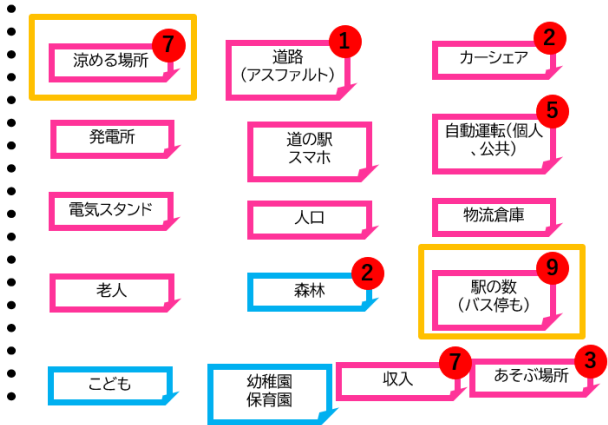 涼める場所
7
道路
(アスファルト)
1
カーシェア
2
発電所
道の駅
スマホ
自動運転(個人
、公共)
5
電気スタンド
人口
物流倉庫
老人
森林
2
駅の数
(バス停も)
9
こども
幼稚園
保育園
収入
7
あそぶ場所
3